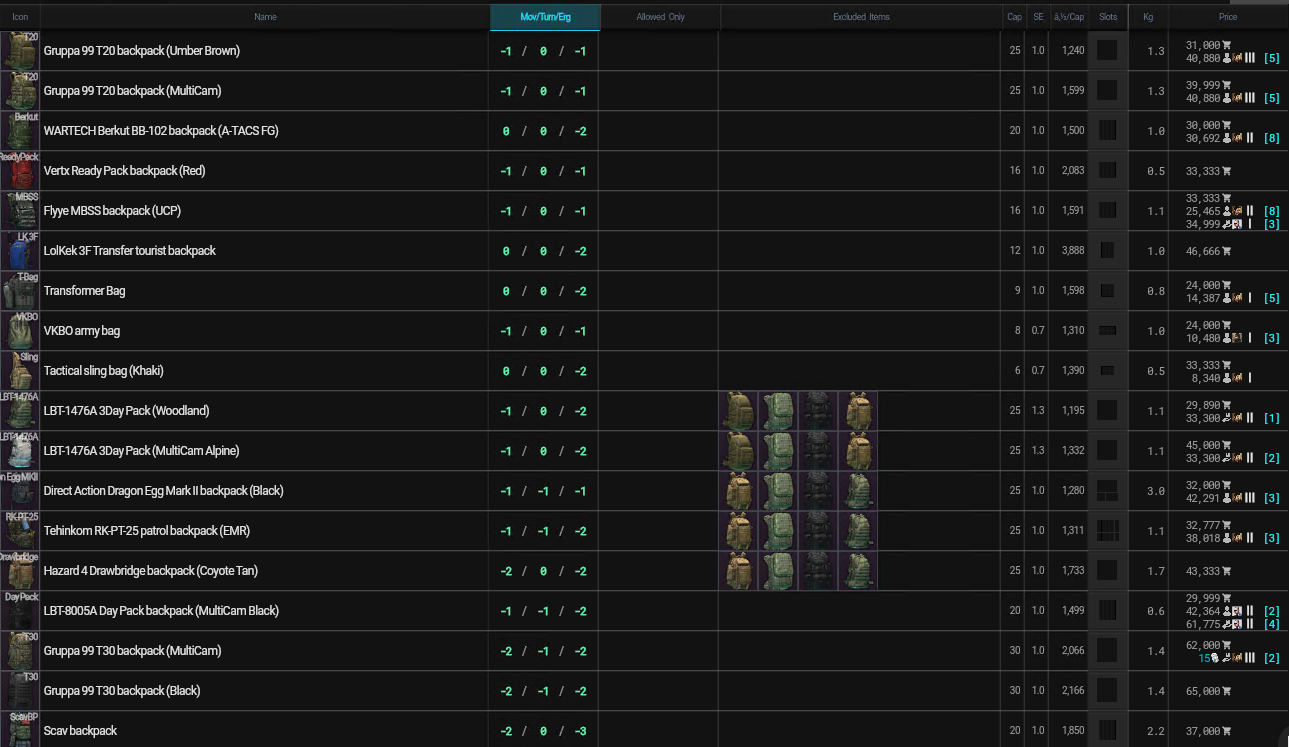 Icon Name Mov/Turn/Erg Allowed Only Excluded Items Cap SE â‚½/Cap Slots Kg Price
T20 Gruppa 99 T20 backpack (Umber Brown) -1 / 0 / -1 25 1.0 1,240 1.3 31,000
40,880 [5]
T20 Gruppa 99 T20 backpack (MultiCam) -1 / 0 / -1 25 1.0 1,599 1.3 39,999
40,880 [5]
Berkut WARTECH Berkut BB-102 backpack (A-TACS FG) 0 / 0 / -2 20 1.0 1,500 1.0 30,000
30,692 [8]
ReadyPack Vertx Ready Pack backpack (Red) -1 / 0 / -1 16 1.0 2,083 0.5 33,333
MBSS Flyye MBSS backpack (UCP) -1 / 0 / -1 16 1.0 1,591 1.1 33,333
25,465 [8]
34,999 [3]
LK 3F LolKek 3F Transfer tourist backpack 0 / 0 / -2 12 1.0 3,888 1.0 46,666
T-Bag Transformer Bag 0 / 0 / -2 9 1.0 1,598 0.8 24,000
14,387 [5]
VKBO VKBO army bag -1 / 0 / -1 8 0.7 1,310 1.0 24,000
10,480 [3]
Sling Tactical sling bag (Khaki) 0 / 0 / -2 6 0.7 1,390 0.5 33,333
8,340
LBT-1476A LBT-1476A 3Day Pack (Woodland) -1 / 0 / -2 25 1.3 1,195 1.1 29,890
33,300 [1]
LBT-1476A LBT-1476A 3Day Pack (MultiCam Alpine) -1 / 0 / -2 25 1.3 1,332 1.1 45,000
33,300 [2]
n Egg MKII Direct Action Dragon Egg Mark II backpack (Black) -1 / -1 / -1 25 1.0 1,280 3.0 32,000
42,291 [3]
RK-PT-25 Tehinkom RK-PT-25 patrol backpack (EMR) -1 / -1 / -2 25 1.0 1,311 1.1 32,777
38,018 [3]
Drawbridge Hazard 4 Drawbridge backpack (Coyote Tan) -2 / 0 / -2 25 1.0 1,733 1.7 43,333
Day Pack LBT-8005A Day Pack backpack (MultiCam Black) -1 / -1 / -2 20 1.0 1,499 0.6 29,999
42,364 [2]
61,775 [4]
T30 Gruppa 99 T30 backpack (MultiCam) -2 / -1 / -2 30 1.0 2,066 1.4 62,000
15 [2]
T30 Gruppa 99 T30 backpack (Black) -2 / -1 / -2 30 1.0 2,166 1.4 65,000
ScavBP Scav backpack -2 / 0 / -3 20 1.0 1,850 2.2 37,000